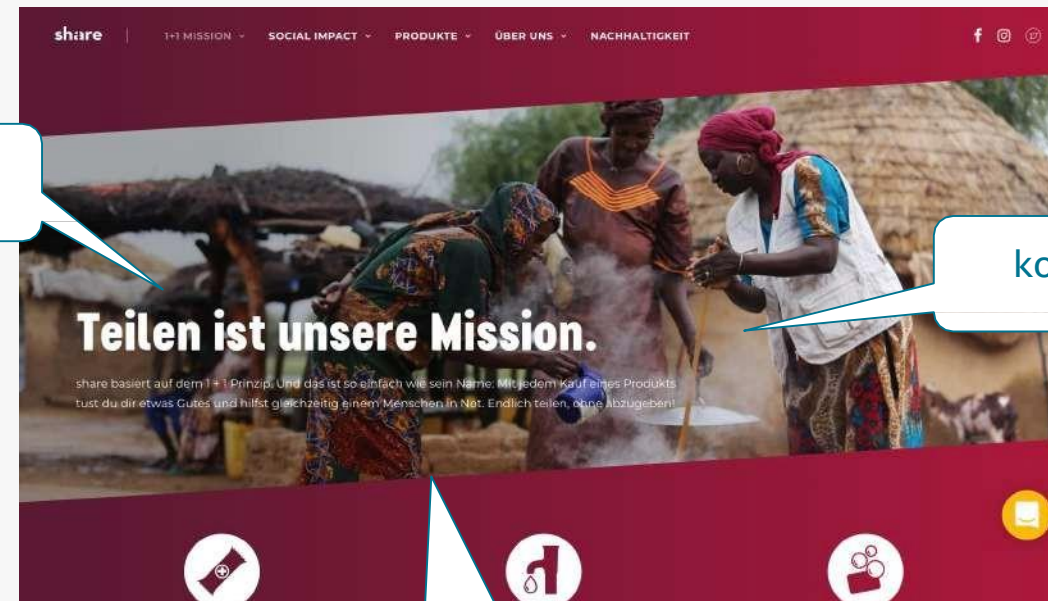 share
1+1 MISSION SOCIAL IMPACT PRODUKTE ÜBER UNS NACHHALTIGKEIT
Teilen ist unsere Mission.
share basiert auf dem 1 + 1 Prinzip. Und das ist so einfach wie sein Name: Mit jedem Kauf eines Produkts
tust du dir etwas Gutes und hilfst gleichzeitig einem Menschen in Not. Endlich teilen, ohne abzugeben!